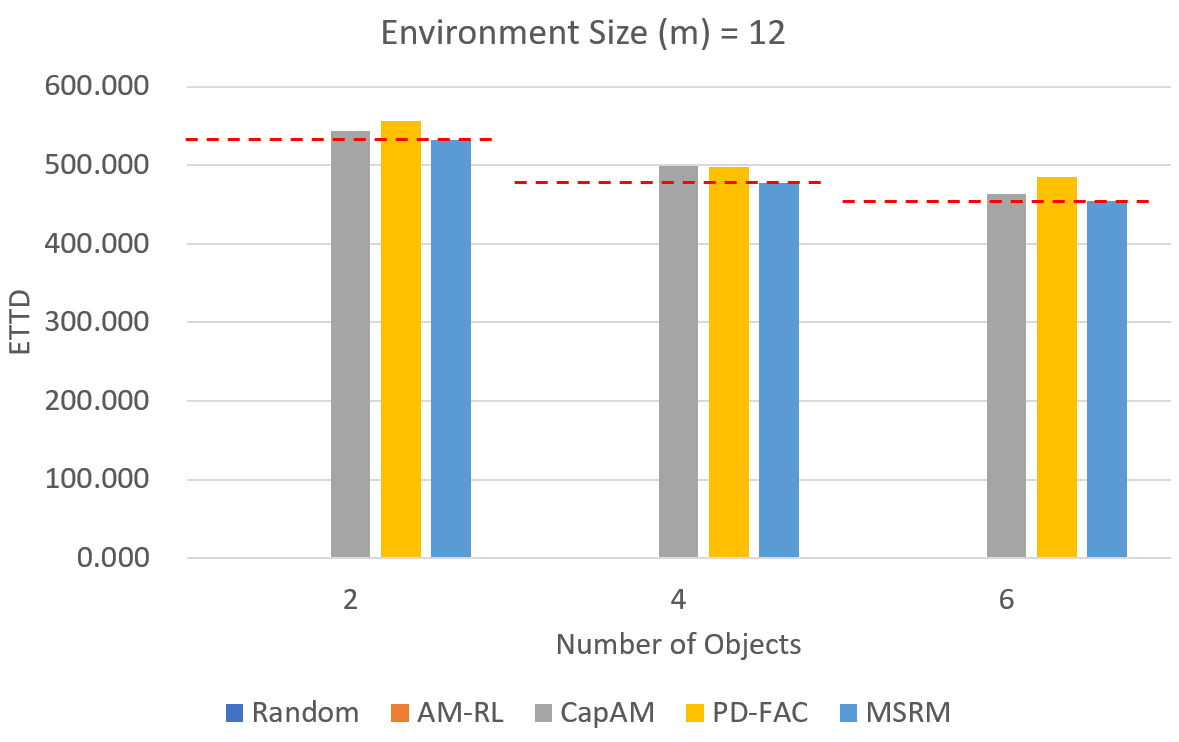 Environment Size (m) = 12
600.000
500.000
400.000
300.000
200.000
100.000
0.000
ETTD
2 4 6
Number of Objects
Random AM-RL CapAM PD-FAC MSRM